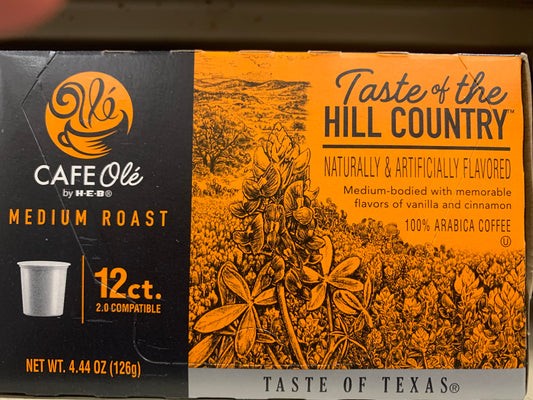 Olé
CAFE Olé
by H-E-B®
MEDIUM ROAST
12ct.
2.0 COMPATIBLE
NET WT. 4.44 OZ (126g)
Taste of the
HILL COUNTRY™
NATURALLY & ARTIFICIALLY FLAVORED
Medium-bodied with memorable
flavors of vanilla and cinnamon
100% ARABICA COFFEE
U
TASTE OF TEXAS®